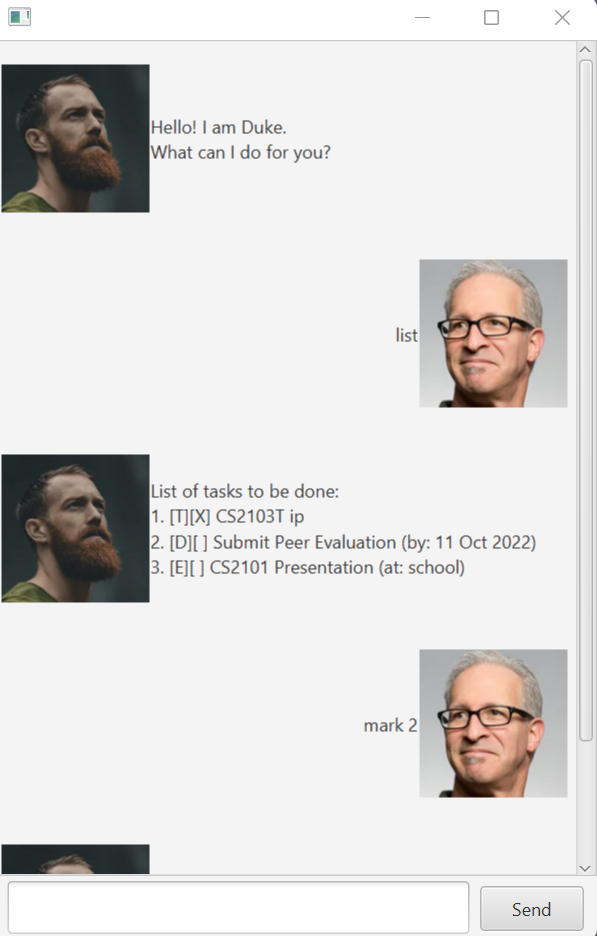 Hello! I am Duke.
What can I do for you?
list
List of tasks to be done:
1. [T][X] CS2103T ip
2. [D][ ] Submit Peer Evaluation (by: 11 Oct 2022)
3. [E][ ] CS2101 Presentation (at: school)
mark 2
Send